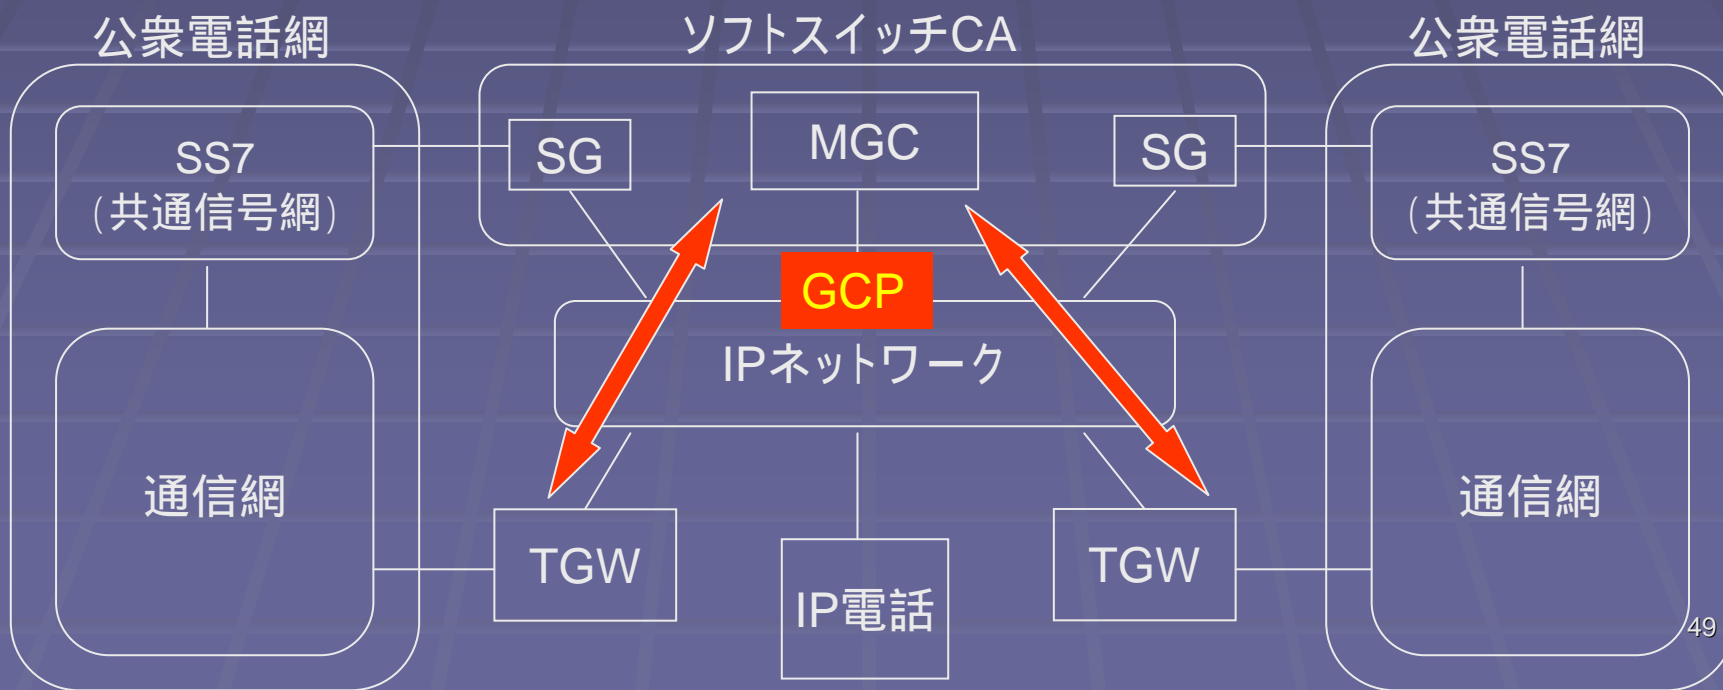 公衆電話網
ソフトスイッチCA
公衆電話網
SS7
(共通信号網)
SG
MGC
SG
SS7
(共通信号網)
GCP
IPネットワーク
通信網
通信網
TGW
IP電話
TGW
49